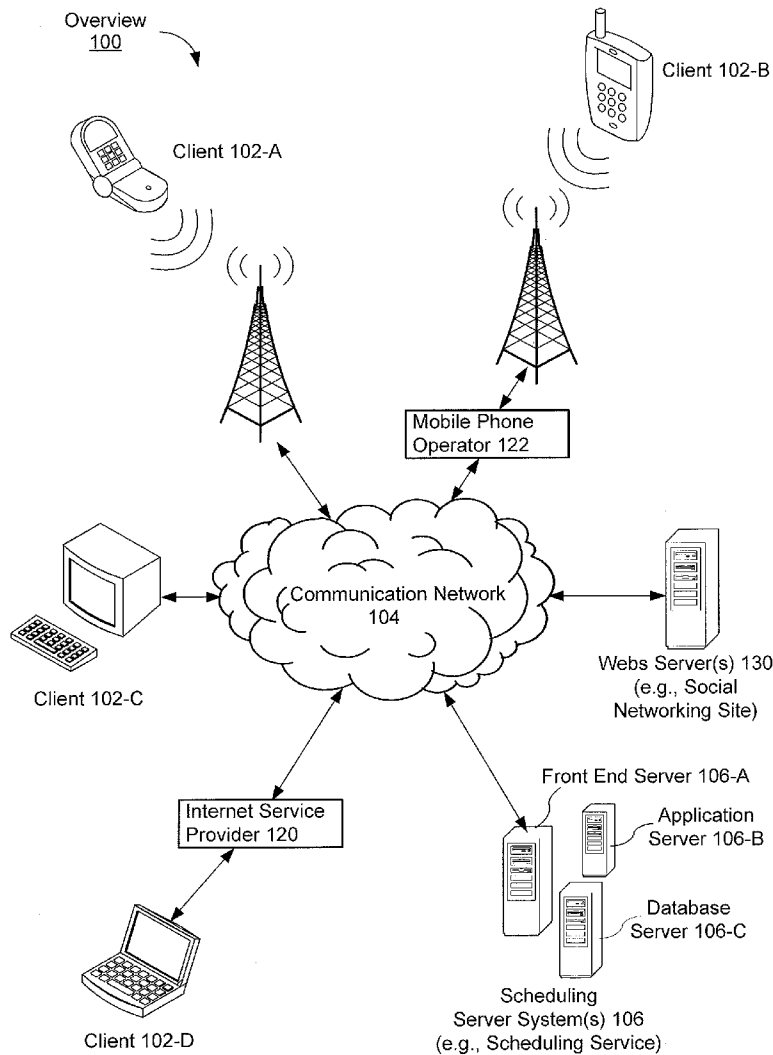 Overview
100
Client 102-B
Client 102-A
Mobile Phone
Operator 122
Communication Network
104
Client 102-C
Webs Server(s) 130
(e.g., Social
Networking Site)
Front End Server 106-A
Internet Service
Provider 120
Application
Server 106-B
Database
Server 106-C
Client 102-D
Scheduling
Server System(s) 106
(e.g., Scheduling Service)